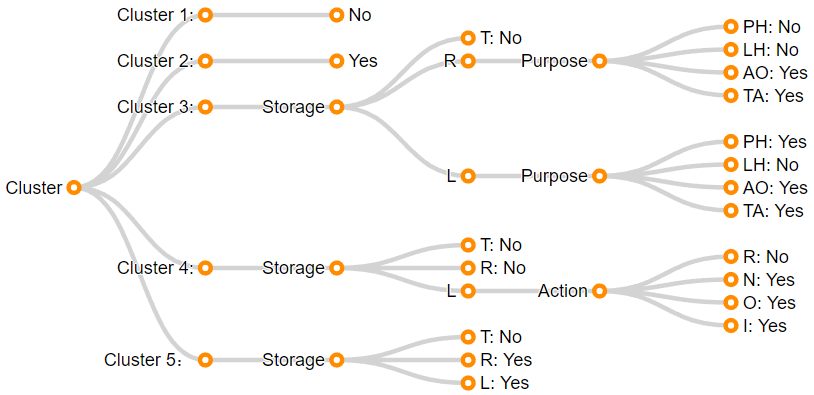 Cluster
Cluster 1:
No
Cluster 2:
Yes
Cluster 3:
Storage
T: No
R
Purpose
PH: No
LH: No
AO: Yes
TA: Yes
L
Purpose
PH: Yes
LH: No
AO: Yes
TA: Yes
Cluster 4:
Storage
T: No
R: No
L
Action
R: No
N: Yes
O: Yes
I: Yes
Cluster 5:
Storage
T: No
R: Yes
L: Yes